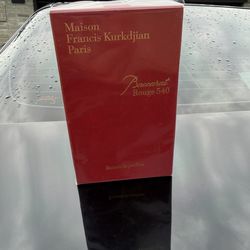 Maison
Francis Kurkdjian
Paris
Baccarat
Rouge 540